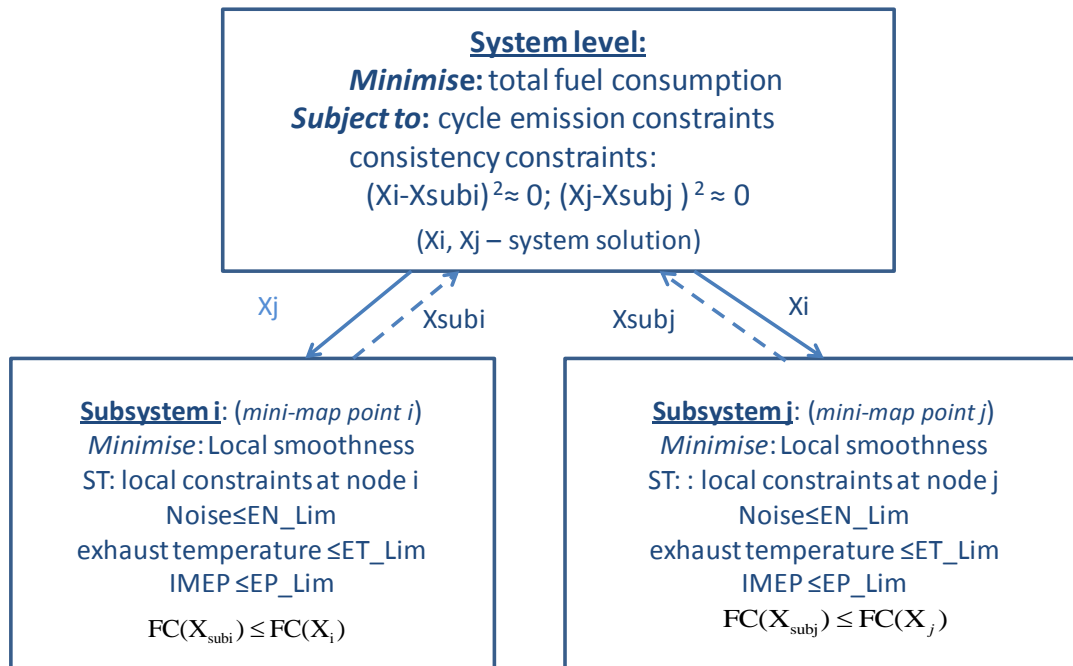 System level:
Minimise: total fuel consumption
Subject to: cycle emission constraints
consistency constraints:
(Xi-Xsubi)²≈ 0; (Xj-Xsubj )² ≈ 0
(Xi, Xj – system solution)
Xj
Xsubi
Xsubj
Xi
Subsystem i: (mini-map point i)
Minimise: Local smoothness
ST: local constraints at node i
Noise≤EN_Lim
exhaust temperature ≤ET_Lim
IMEP ≤EP_Lim
FC(Xsubi) ≤ FC(Xi)
Subsystem j: (mini-map point j)
Minimise: Local smoothness
ST: : local constraints at node j
Noise≤EN_Lim
exhaust temperature ≤ET_Lim
IMEP ≤EP_Lim
FC(Xsubj) ≤ FC(Xj)